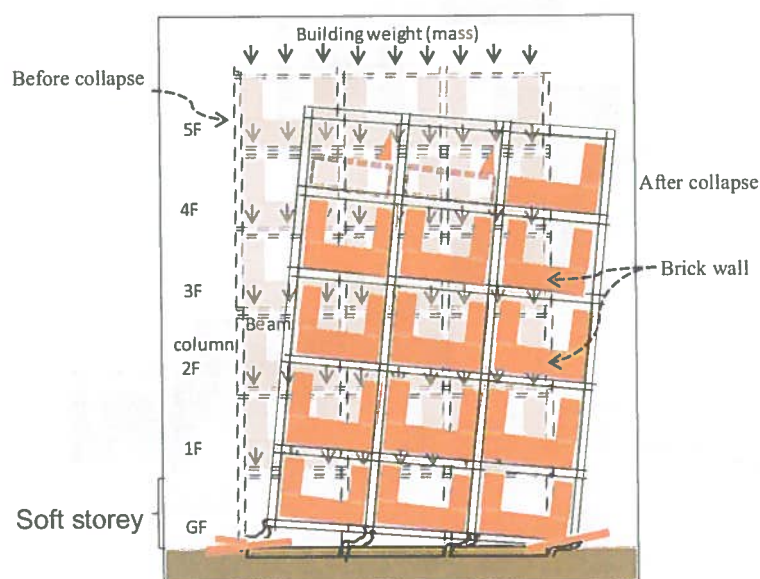 Building weight (mass)
Before collapse
5F
After collapse
4F
Brick wall
3F
Beam
column
2F
1F
Soft storey
GF